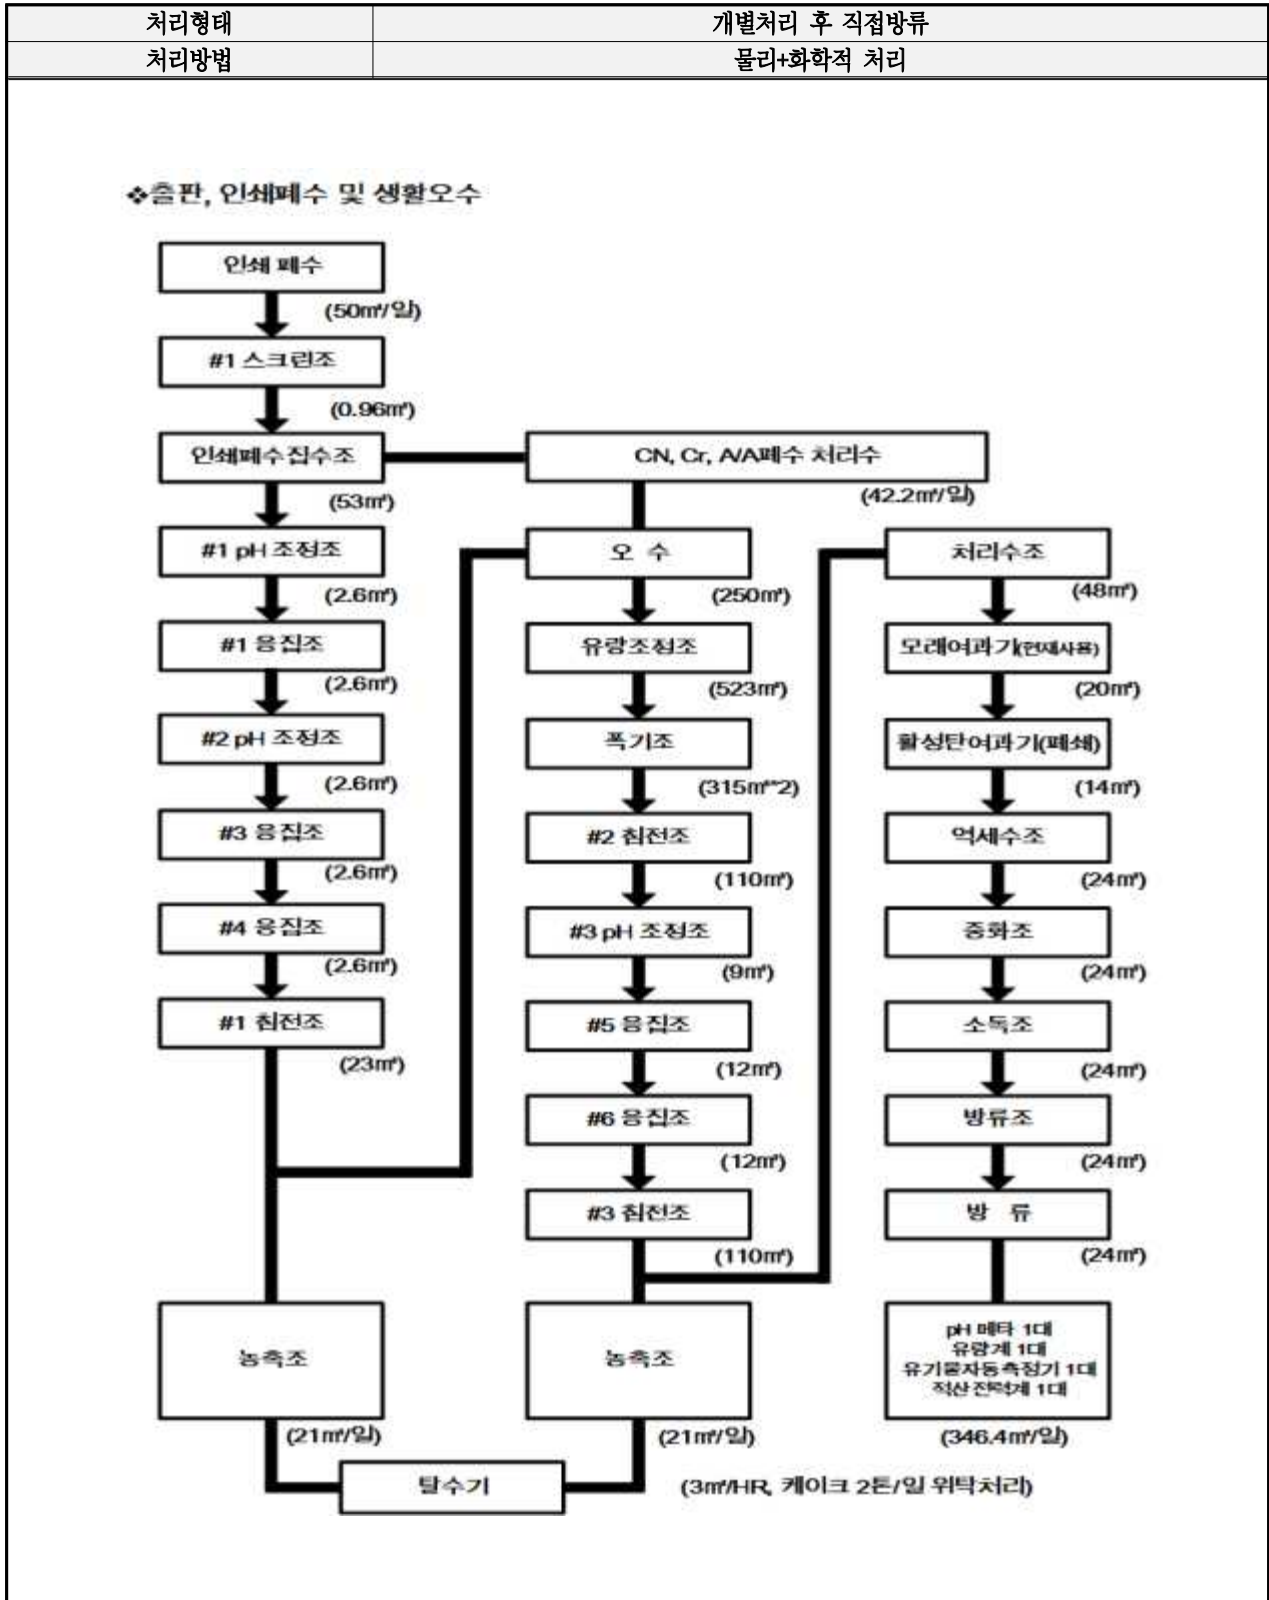 처리형태 개별처리 후 직접방류
처리방법 물리+화학적 처리
❖출판, 인쇄폐수 및 생활오수
인쇄 폐수
(50㎥/일)
#1 스크린조
(0.96㎥)
인쇄폐수집수조
(53㎥)
#1 pH 조정조
(2.6㎥)
#1 응집조
(2.6㎥)
#2 pH 조정조
(2.6㎥)
#3 응집조
(2.6㎥)
#4 응집조
(2.6㎥)
#1 침전조
(23㎥)
농축조
(21㎥/일)
CN, Cr, A/A폐수 처리수
(42.2㎥/일)
오 수
(250㎥)
유량조정조
(523㎥)
폭기조
(315㎥*2)
#2 침전조
(110㎥)
#3 pH 조정조
(9㎥)
#5 응집조
(12㎥)
#6 응집조
(12㎥)
#3 침전조
(110㎥)
농축조
(21㎥/일)
처리수조
(48㎥)
모래여과기(현재사용)
(20㎥)
활성탄여과기(폐쇄)
(14㎥)
역세수조
(24㎥)
중화조
(24㎥)
소독조
(24㎥)
방류조
(24㎥)
방 류
(24㎥)
pH 메타 1대
유량계 1대
유기물자동측정기 1대
적산전력계 1대
(346.4㎥/일)
탈수기
(3㎥/HR, 케이크 2톤/일 위탁처리)